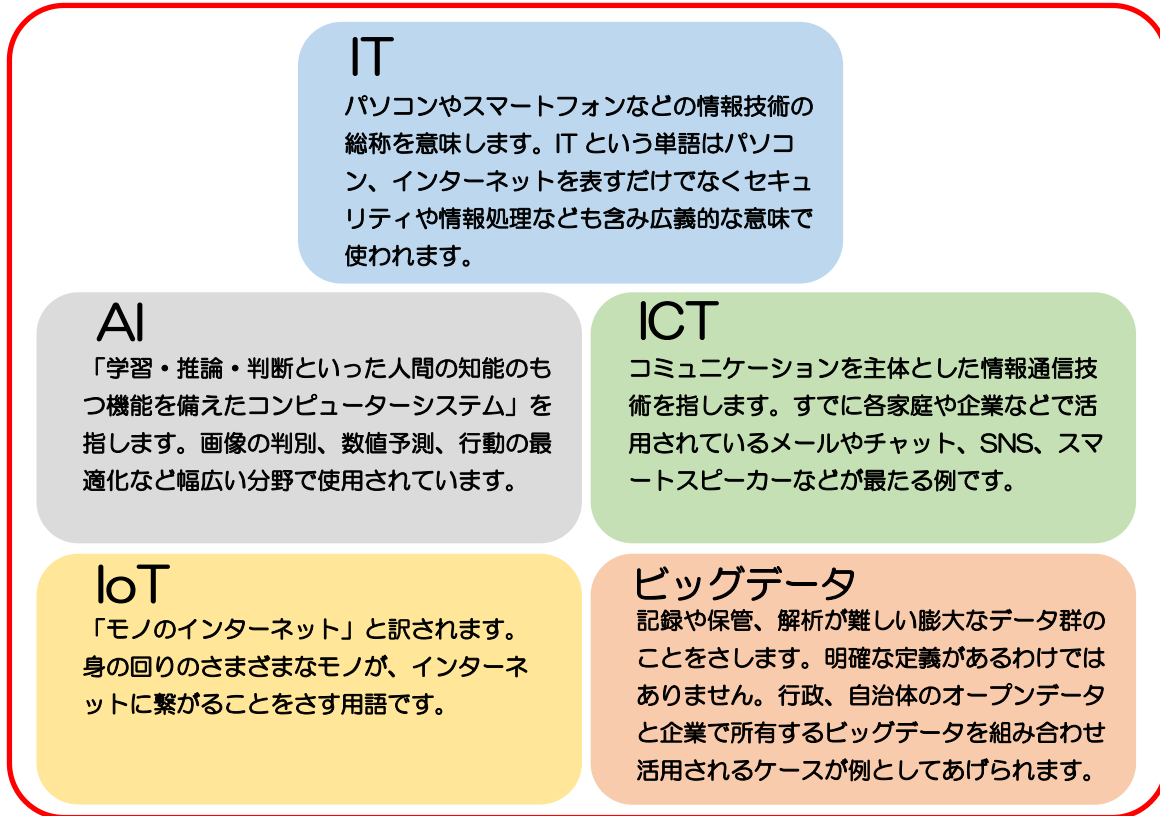 IT
パソコンやスマートフォンなどの情報技術の
総称を意味します。IT という単語はパソコ
ン、インターネットを表すだけでなくセキュ
リティや情報処理なども含み広義的な意味で
使われます。
AI
「学習・推論・判断といった人間の知能のも
つ機能を備えたコンピューターシステム」を
指します。画像の判別、数値予測、行動の最
適化など幅広い分野で使用されています。
ICT
コミュニケーションを主体とした情報通信技
術を指します。すでに各家庭や企業などで活
用されているメールやチャット、SNS、スマ
ートスピーカーなどが最たる例です。
IoT
「モノのインターネット」と訳されます。
身の回りのさまざまなモノが、インターネ
ットに繋がることをさす用語です。
ビッグデータ
記録や保管、解析が難しい膨大なデータ群の
ことをさします。明確な定義があるわけでは
ありません。行政、自治体のオープンデータ
と企業で所有するビッグデータを組み合わせ
活用されるケースが例としてあげられます。